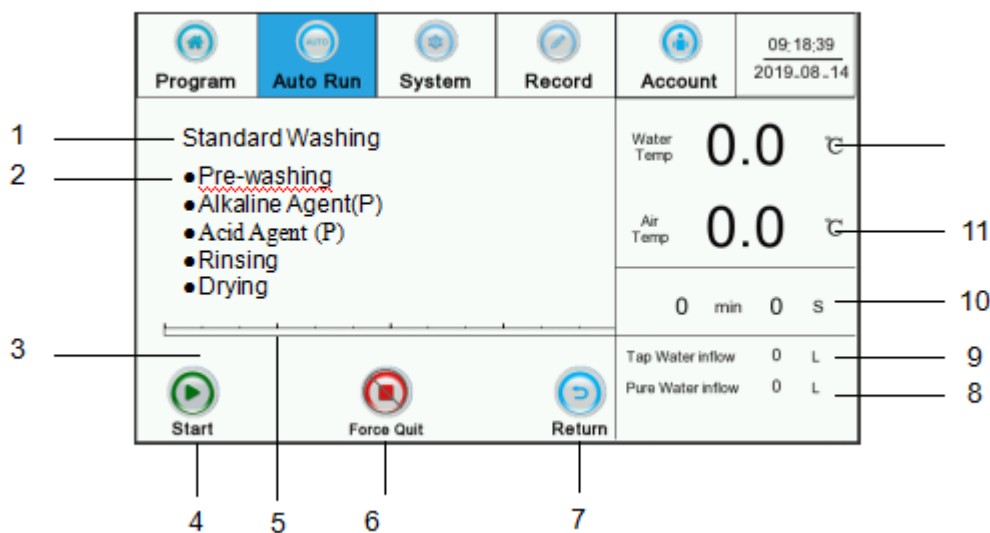 Program Auto Run System Record Account
AUTO
09:18:39
2019-08-14
1 Standard Washing
2 ●Pre-washing
●Alkaline Agent(P)
●Acid Agent (P)
●Rinsing
●Drying
Water Temp 0.0 ℃
Air Temp 0.0 ℃ 11
0 min 0 S 10
3
Tap Water inflow 0 L 9
Pure Water inflow 0 L 8
Start Force Quit Return
4 5 6 7